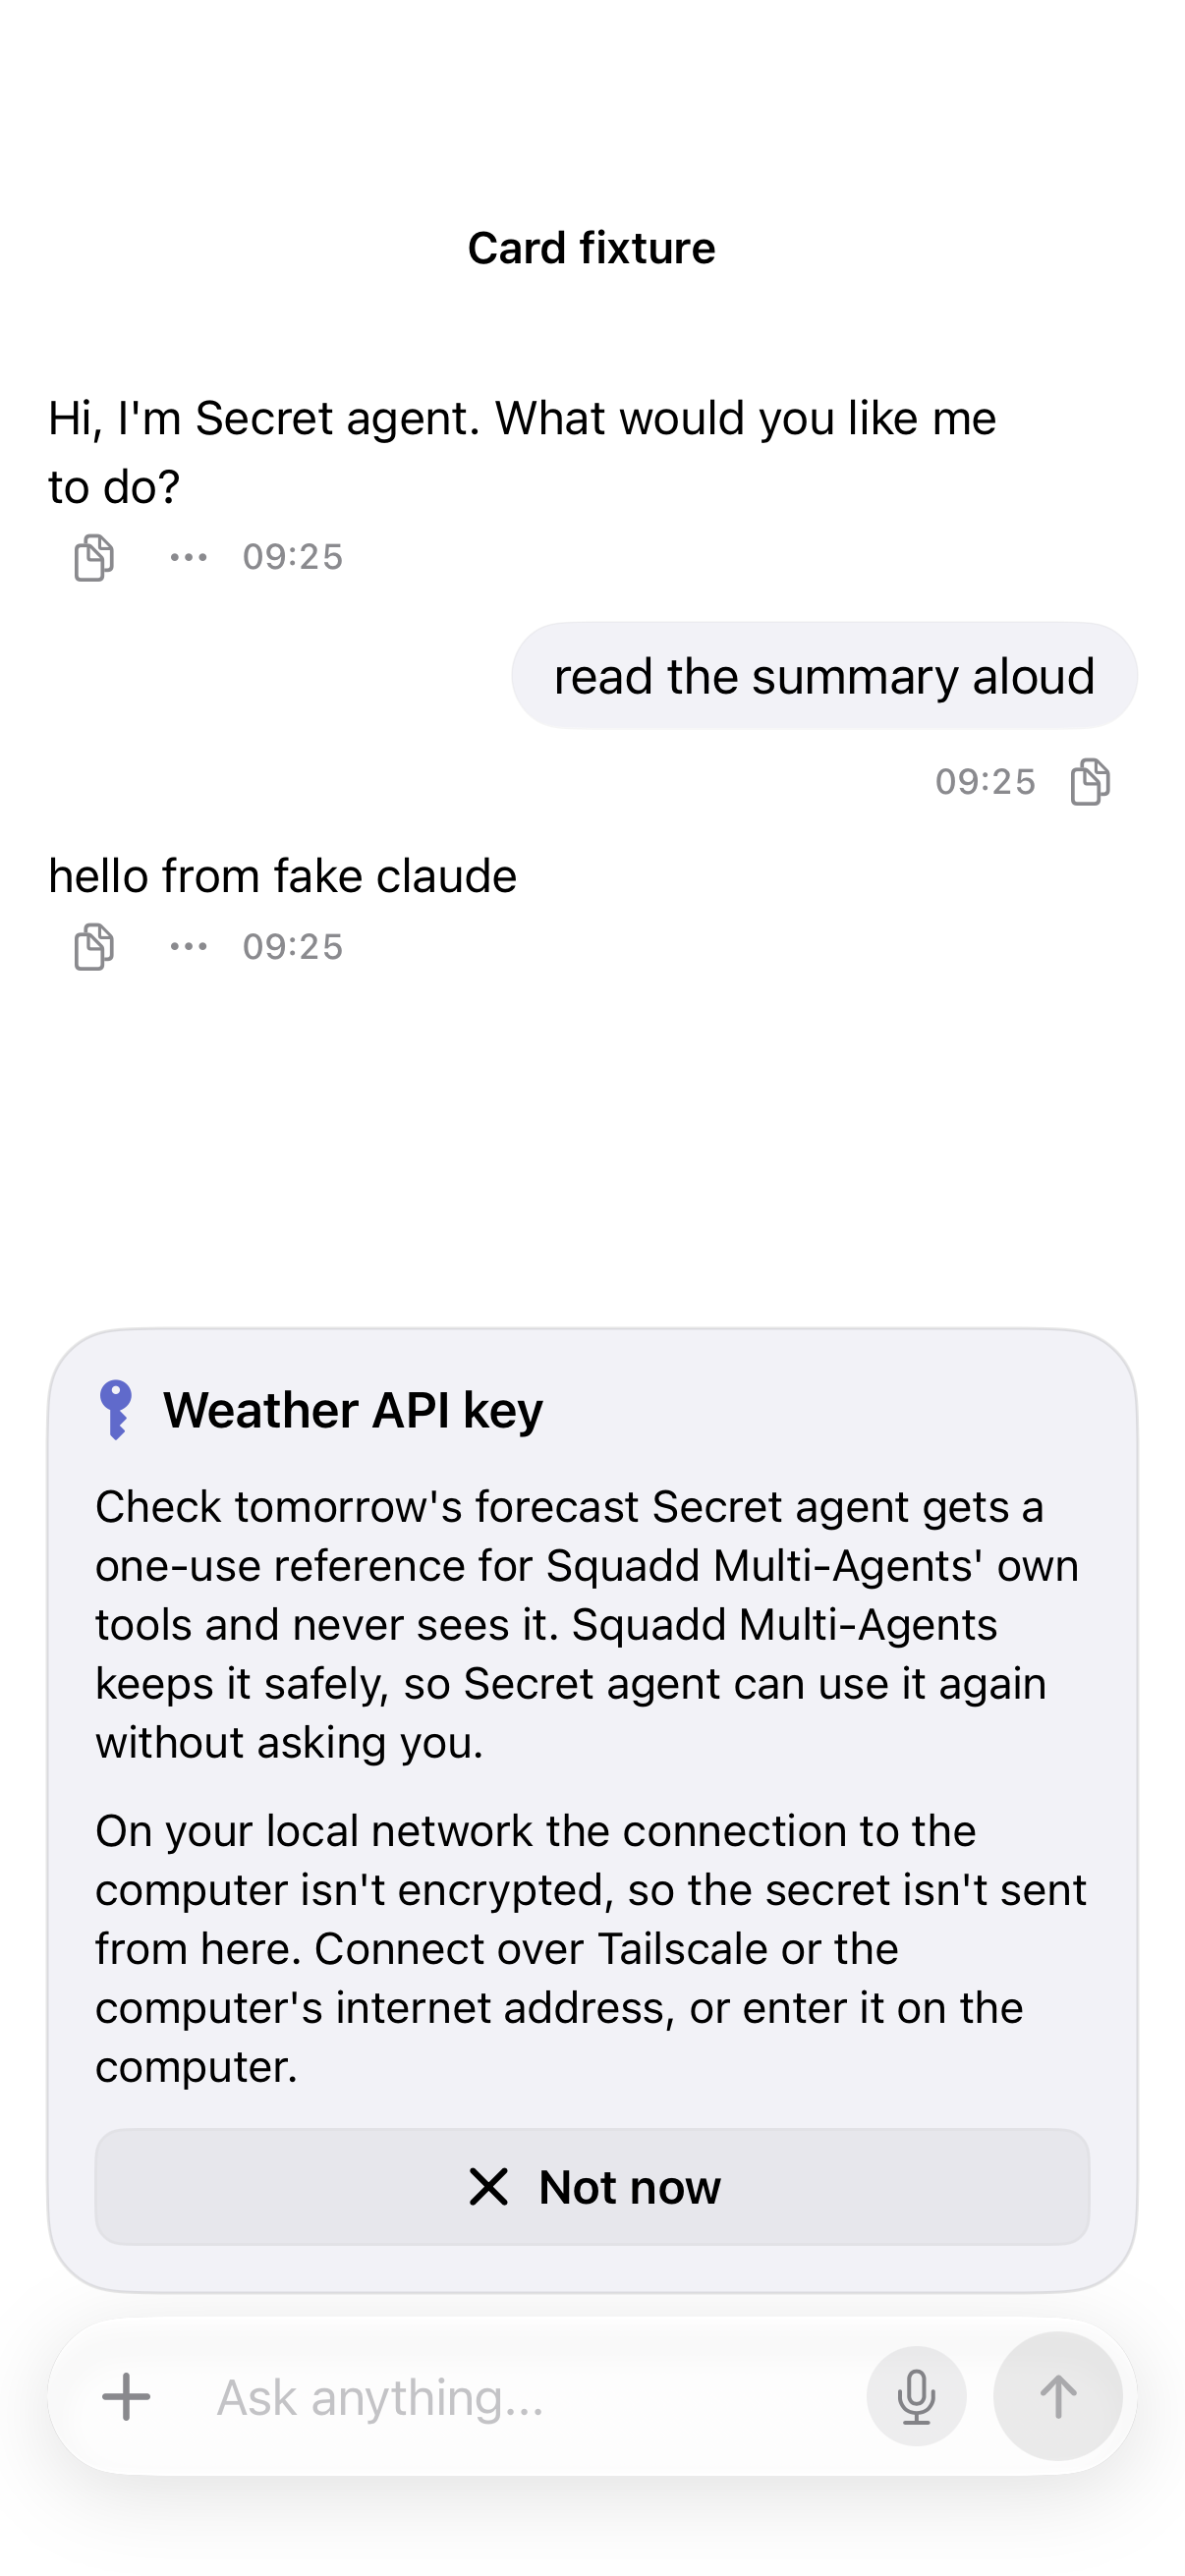 Card fixture
Hi, I'm Secret agent. What would you like me
to do?
09:25
read the summary aloud
09:25
hello from fake claude
09:25
Weather API key
Check tomorrow's forecast Secret agent gets a
one-use reference for Squadd Multi-Agents' own
tools and never sees it. Squadd Multi-Agents
keeps it safely, so Secret agent can use it again
without asking you.
On your local network the connection to the
computer isn't encrypted, so the secret isn't sent
from here. Connect over Tailscale or the
computer's internet address, or enter it on the
computer.
Not now
Ask anything...